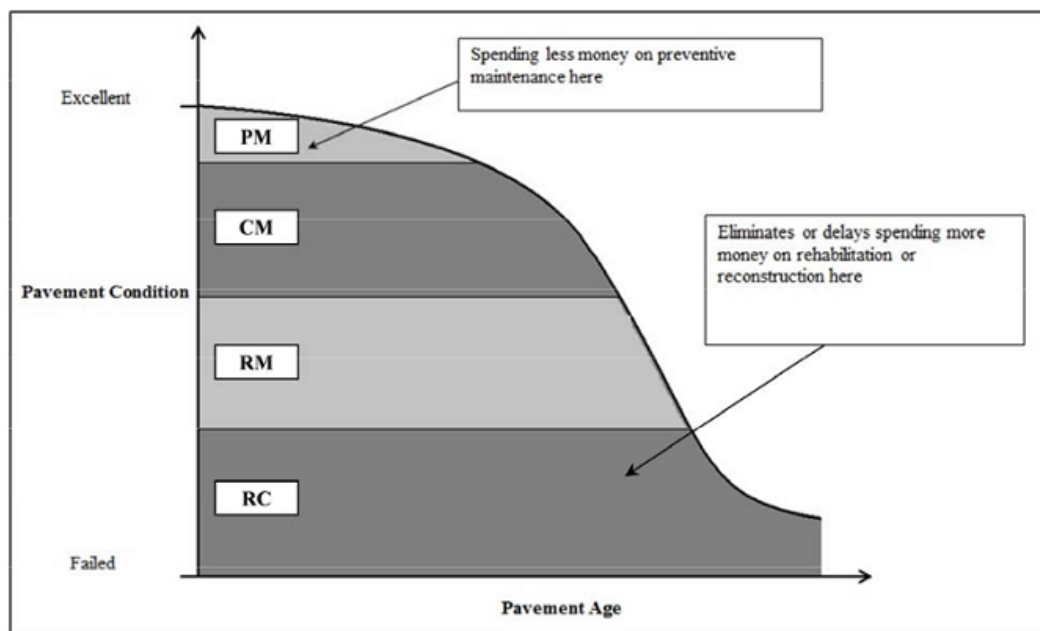 Spending less money on preventive
maintenance here
Excellent
PM
CM
Eliminates or delays spending more
money on rehabilitation or
reconstruction here
Pavement Condition
RM
RC
Failed
Pavement Age